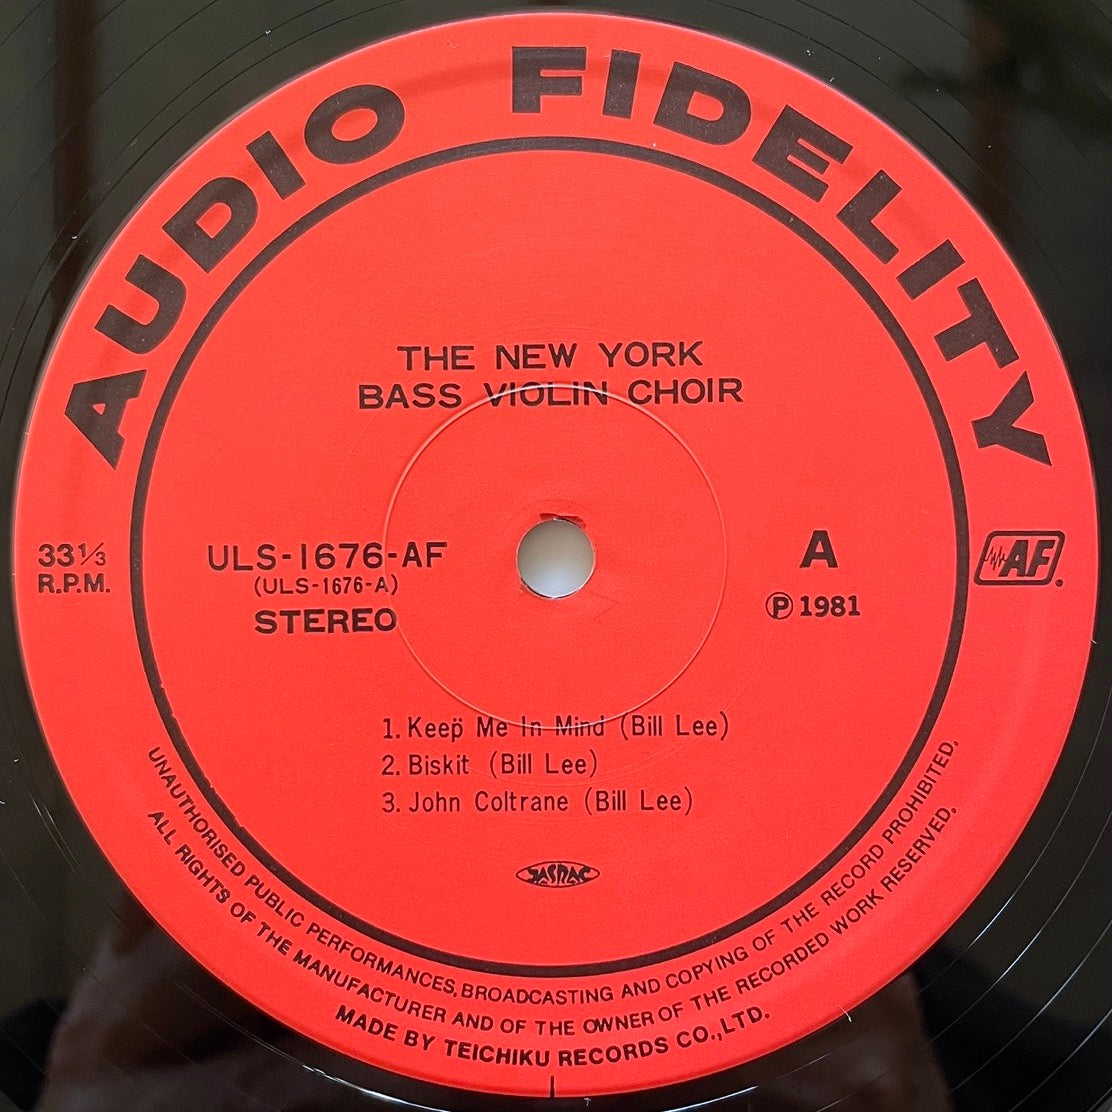 AUDIO FIDELITY
THE NEW YORK
BASS VIOLIN CHOIR
33 1/3
R.P.M.
ULS-1676-AF
(ULS-1676-A)
STEREO
A
Ⓟ 1981
AF
1. Keep Me In Mind (Bill Lee)
2. Biskit (Bill Lee)
3. John Coltrane (Bill Lee)
JASRAC
UNAUTHORISED PUBLIC PERFORMANCES, BROADCASTING AND COPYING OF THE RECORD PROHIBITED.
ALL RIGHTS OF THE MANUFACTURER AND OF THE OWNER OF THE RECORDED WORK RESERVED.
MADE BY TEICHIKU RECORDS CO., LTD.